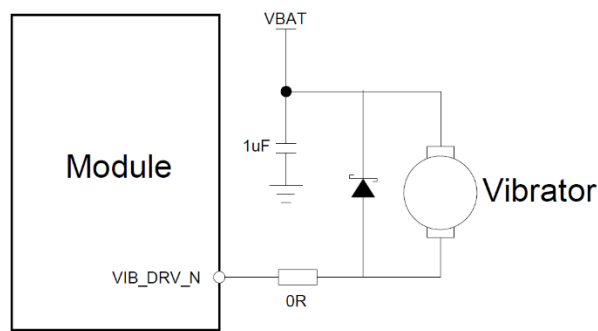 VBAT
1uF
Module
Vibrator
VIB_DRV_N
0R